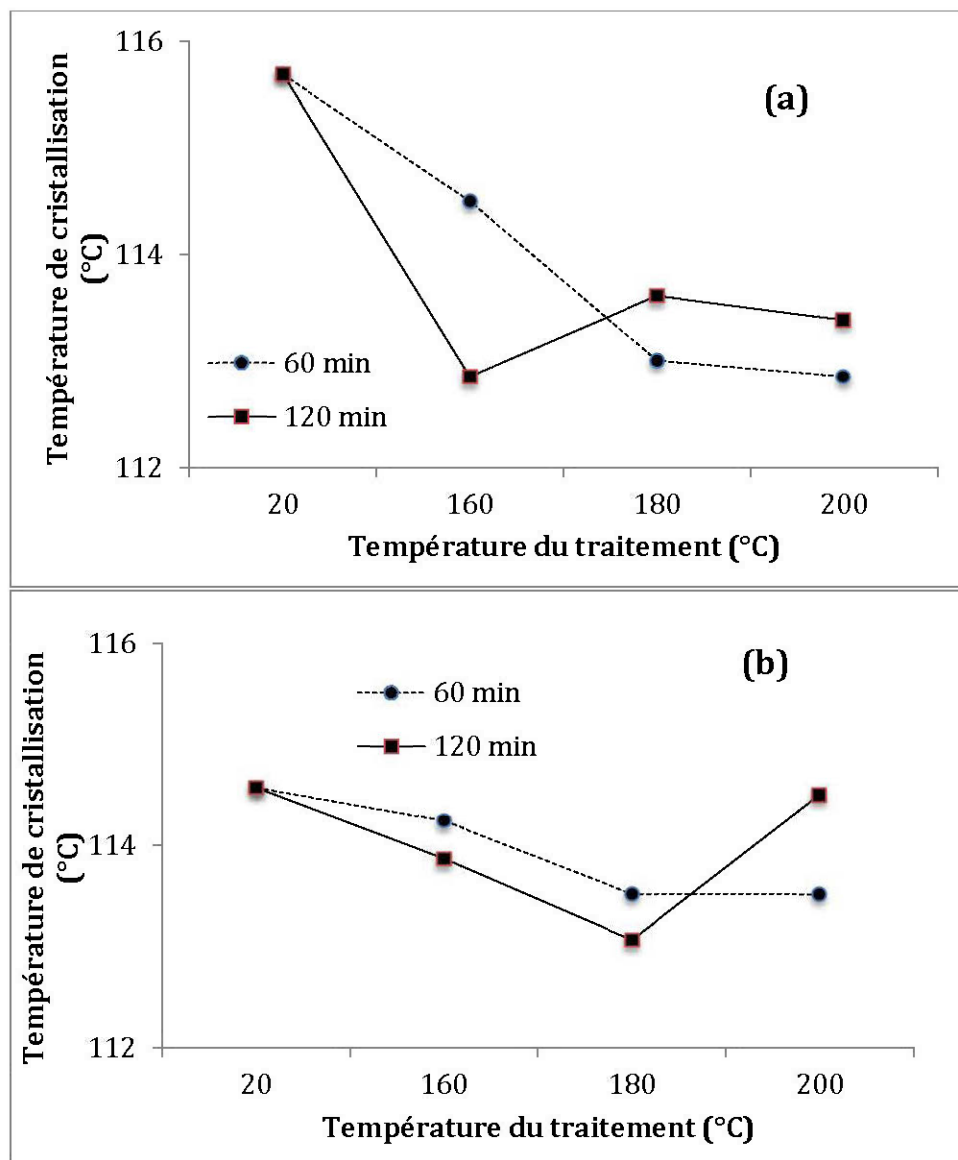 Température de cristallisation
(°C)
116
114
112
(a)
60 min
120 min
20 160 180 200
Température du traitement (°C)
Température de cristallisation
(°C)
116
114
112
(b)
60 min
120 min
20 160 180 200
Température du traitement (°C)